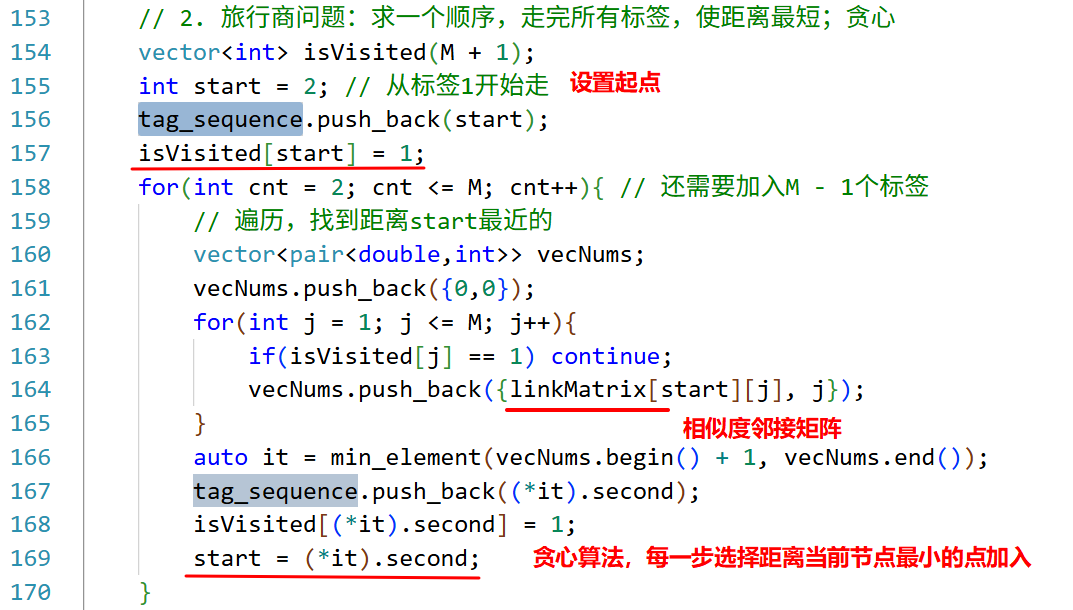 153 // 2. 旅行商问题：求一个顺序，走完所有标签，使距离最短；贪心
154 vector<int> isVisited(M + 1);
155 int start = 2; // 从标签1开始走 设置起点
156 tag_sequence.push_back(start);
157 isVisited[start] = 1;
158 for(int cnt = 2; cnt <= M; cnt++){ // 还需要加入M - 1个标签
159 // 遍历，找到距离start最近的
160 vector<pair<double,int>> vecNums;
161 vecNums.push_back({0,0});
162 for(int j = 1; j <= M; j++){
163 if(isVisited[j] == 1) continue;
164 vecNums.push_back({linkMatrix[start][j], j});
165 }
相似度邻接矩阵
166 auto it = min_element(vecNums.begin() + 1, vecNums.end());
167 tag_sequence.push_back((*it).second);
168 isVisited[(*it).second] = 1;
169 start = (*it).second; 贪心算法，每一步选择距离当前节点最小的点加入
170 }